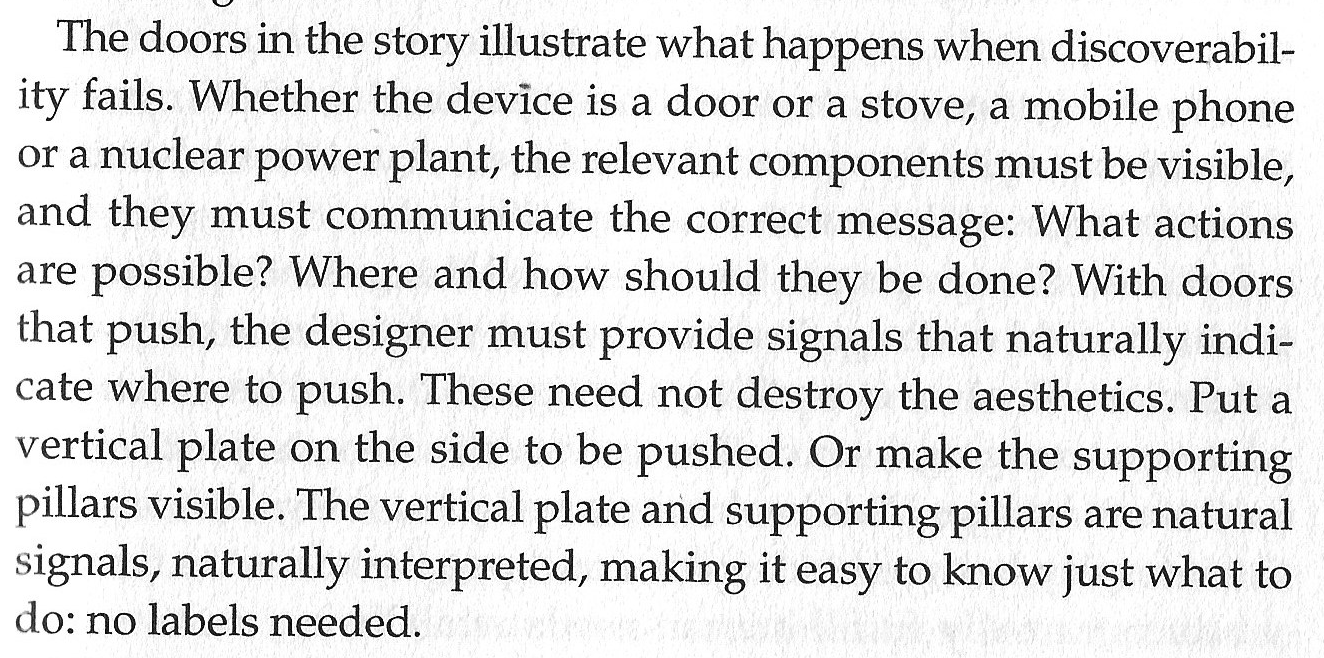 The doors in the story illustrate what happens when discoverabil-
ity fails. Whether the device is a door or a stove, a mobile phone
or a nuclear power plant, the relevant components must be visible,
and they must communicate the correct message: What actions
are possible? Where and how should they be done? With doors
that push, the designer must provide signals that naturally indi-
cate where to push. These need not destroy the aesthetics. Put a
vertical plate on the side to be pushed. Or make the supporting
pillars visible. The vertical plate and supporting pillars are natural
signals, naturally interpreted, making it easy to know just what to
do: no labels needed.